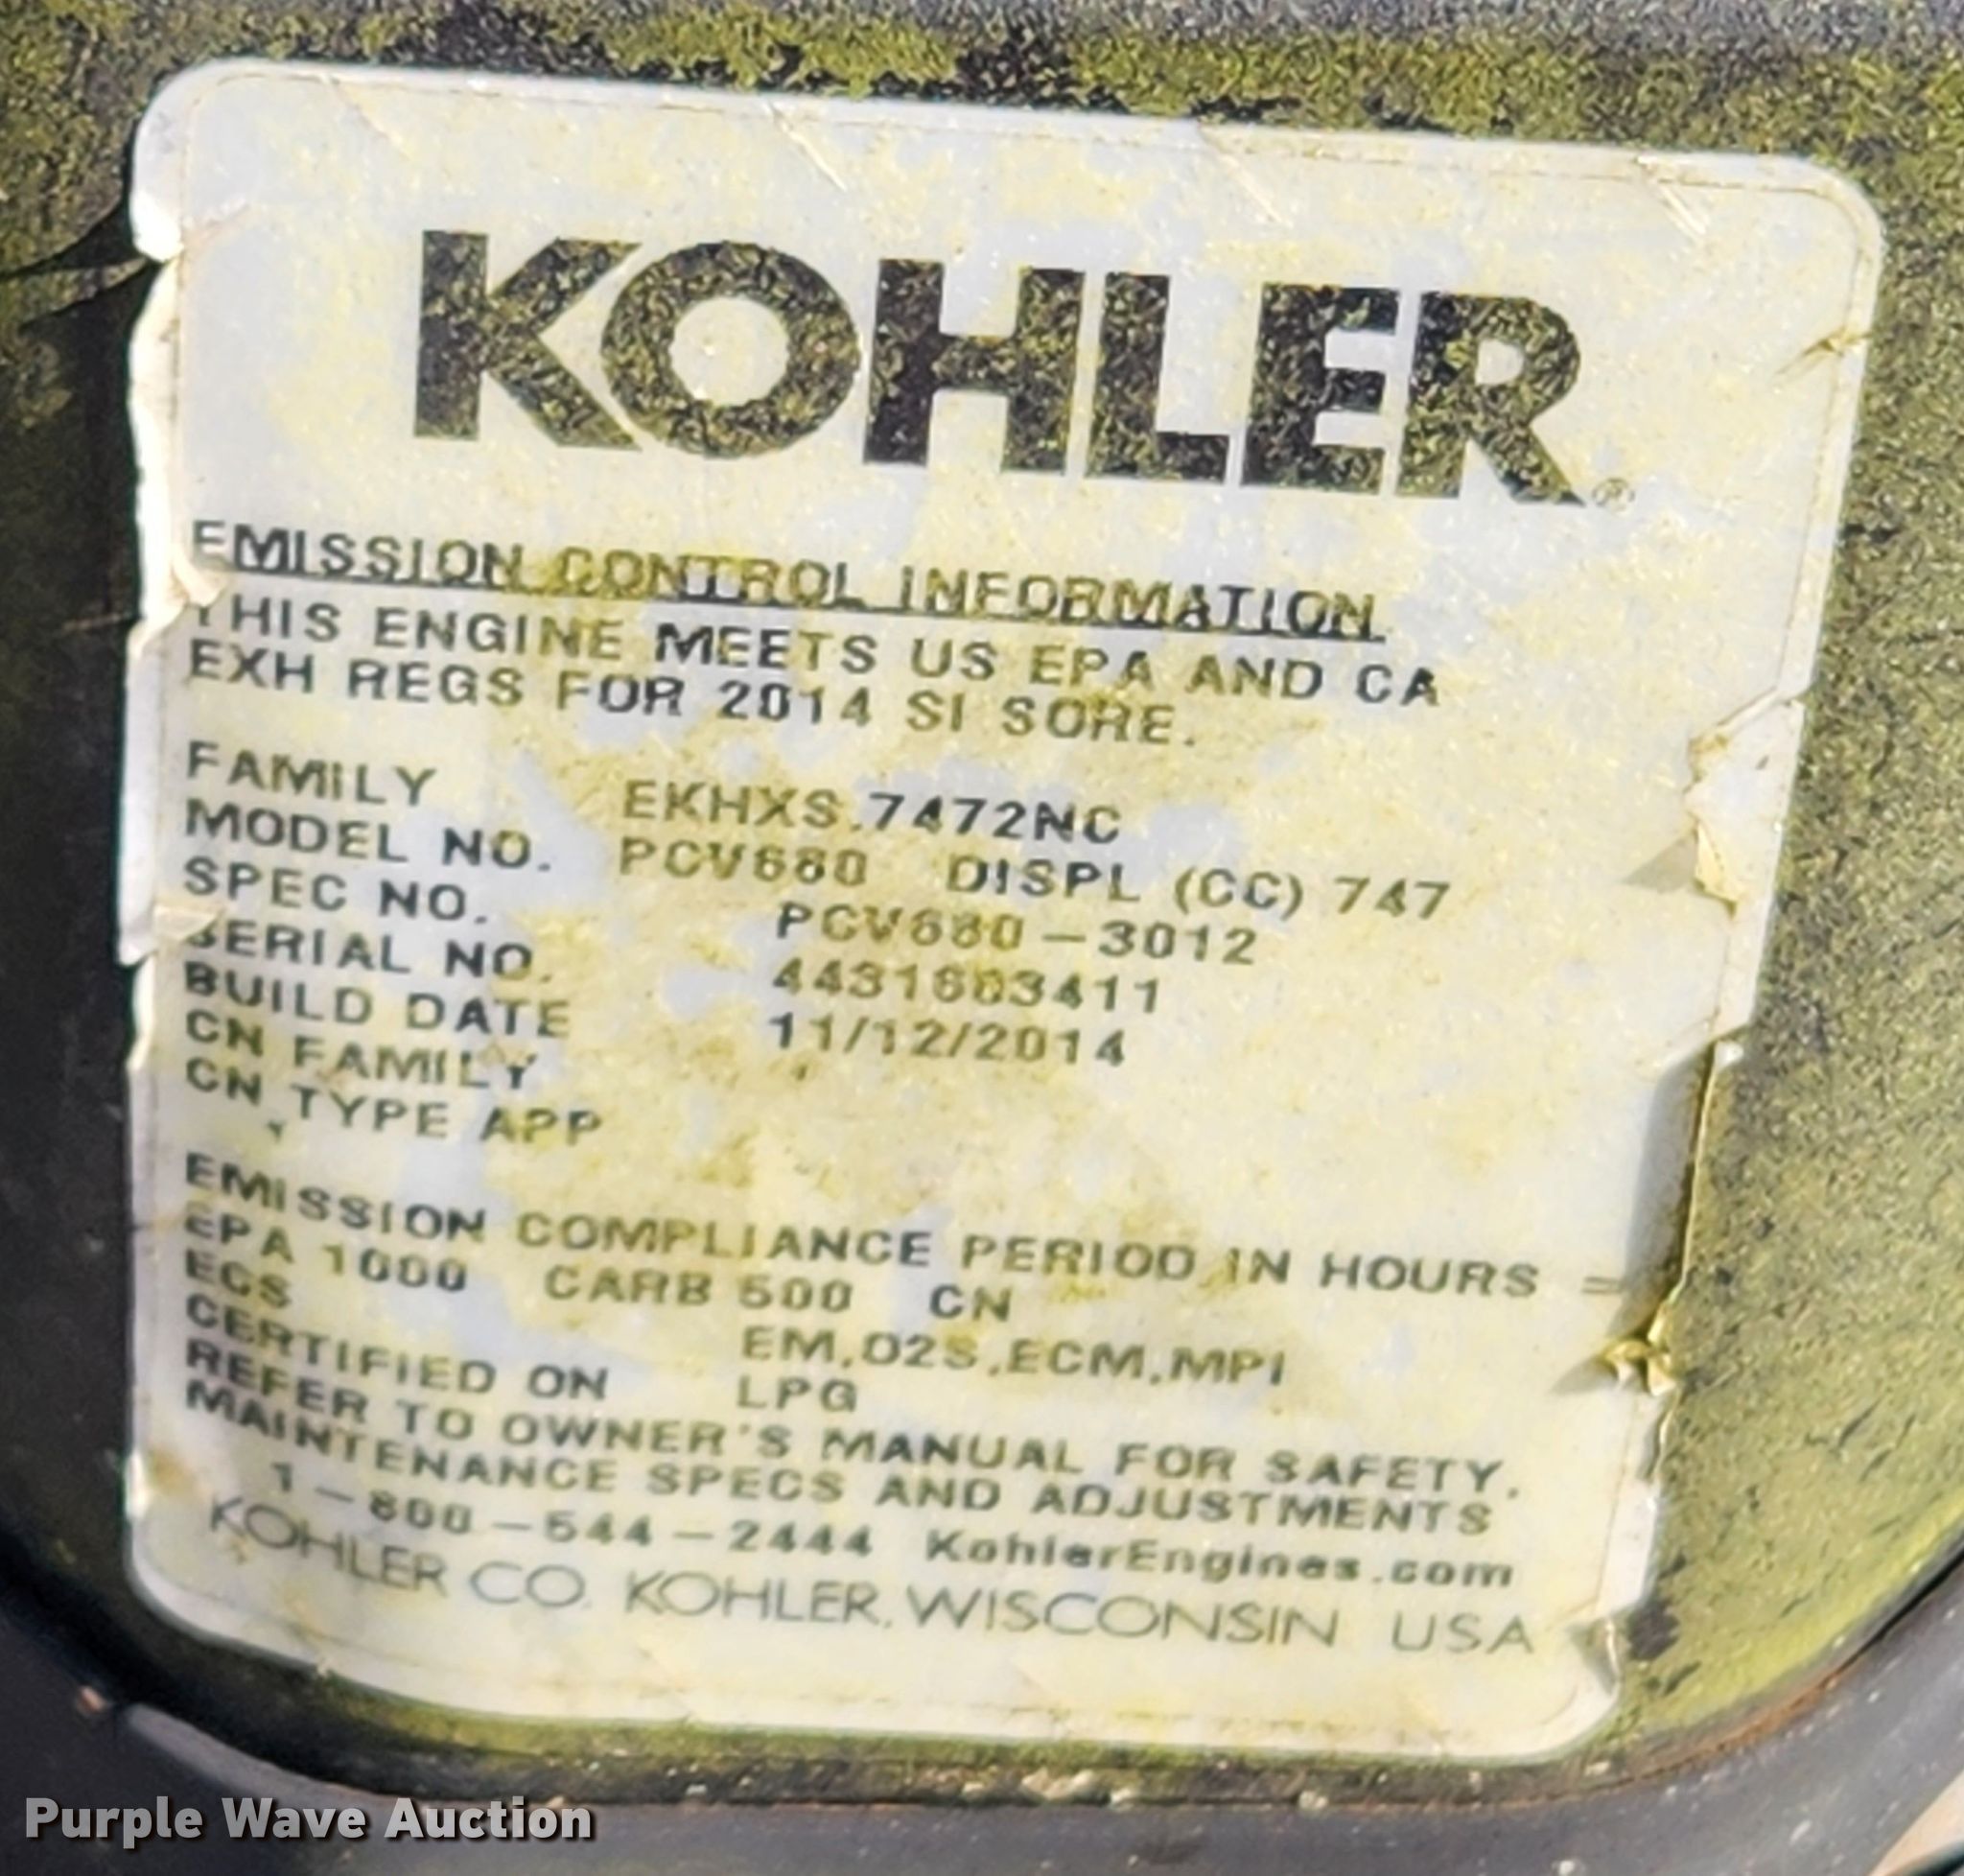 KOHLER®
EMISSION CONTROL INFORMATION
THIS ENGINE MEETS US EPA AND CA
EXH REGS FOR 2014 SI SORE.
FAMILY EKHXS.7472NC
MODEL NO. PCV680 DISPL (CC) 747
SPEC NO. PCV680-3012
SERIAL NO. 4431603411
BUILD DATE 11/12/2014
CN FAMILY
CN TYPE APP
EMISSION COMPLIANCE PERIOD IN HOURS =
EPA 1000 CARB 500 CN
ECS EM,O2S,ECM,MPI
CERTIFIED ON LPG
REFER TO OWNER'S MANUAL FOR SAFETY,
MAINTENANCE SPECS AND ADJUSTMENTS
1-800-544-2444 KohlerEngines.com
KOHLER CO. KOHLER, WISCONSIN USA
Purple Wave Auction